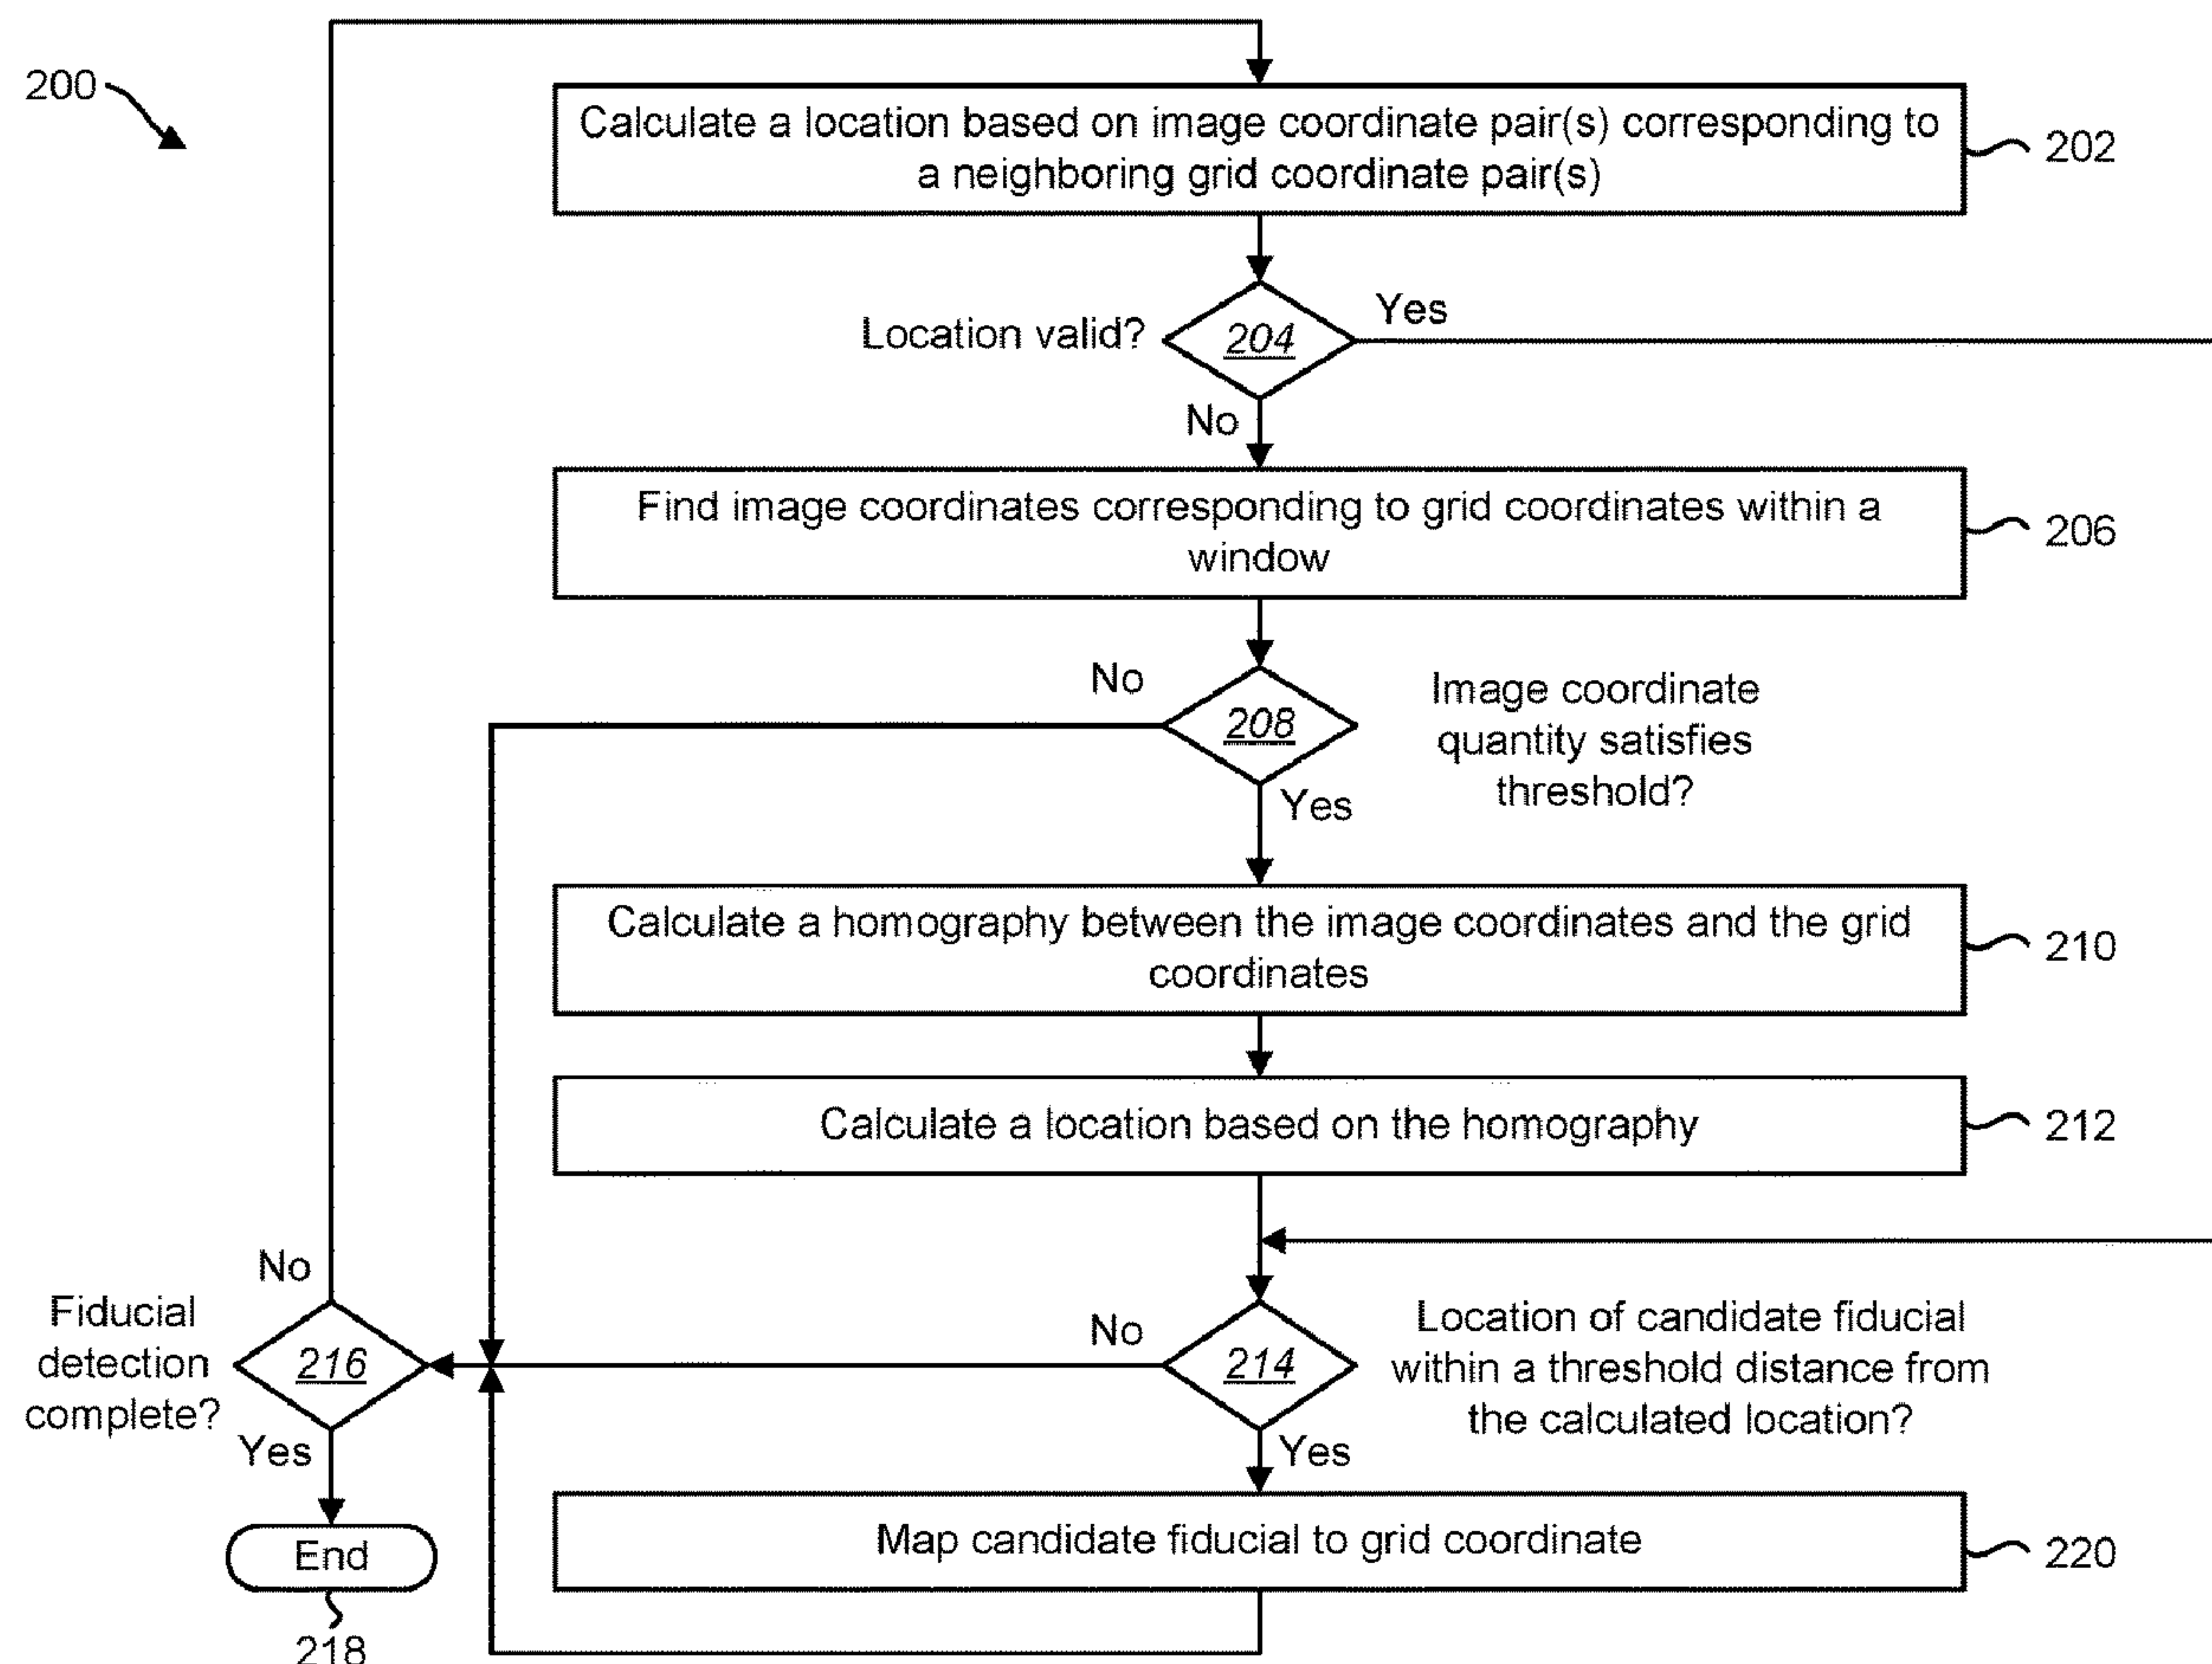 200
Calculate a location based on image coordinate pair(s) corresponding to
a neighboring grid coordinate pair(s)
202
Location valid?
204
Yes
No
Find image coordinates corresponding to grid coordinates within a
window
206
No
208
Image coordinate
quantity satisfies
threshold?
Yes
Calculate a homography between the image coordinates and the grid
coordinates
210
Calculate a location based on the homography
212
No
Fiducial
detection
complete?
216
Yes
End
218
No
214
Location of candidate fiducial
within a threshold distance from
the calculated location?
Yes
Map candidate fiducial to grid coordinate
220